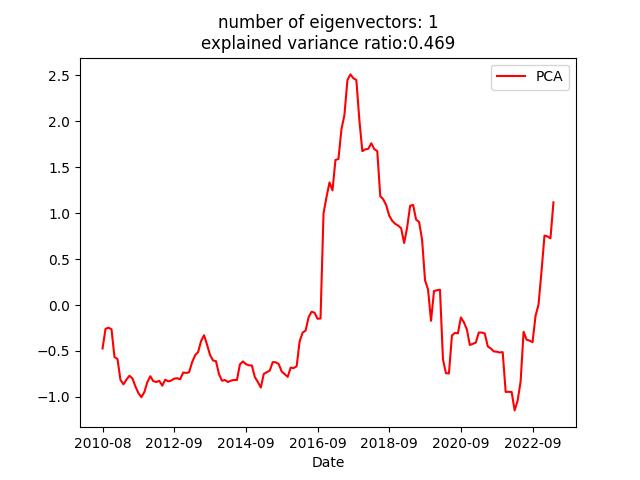 number of eigenvectors: 1
explained variance ratio:0.469
PCA
2.5
2.0
1.5
1.0
0.5
0.0
−0.5
−1.0
2010-08 2012-09 2014-09 2016-09 2018-09 2020-09 2022-09
Date